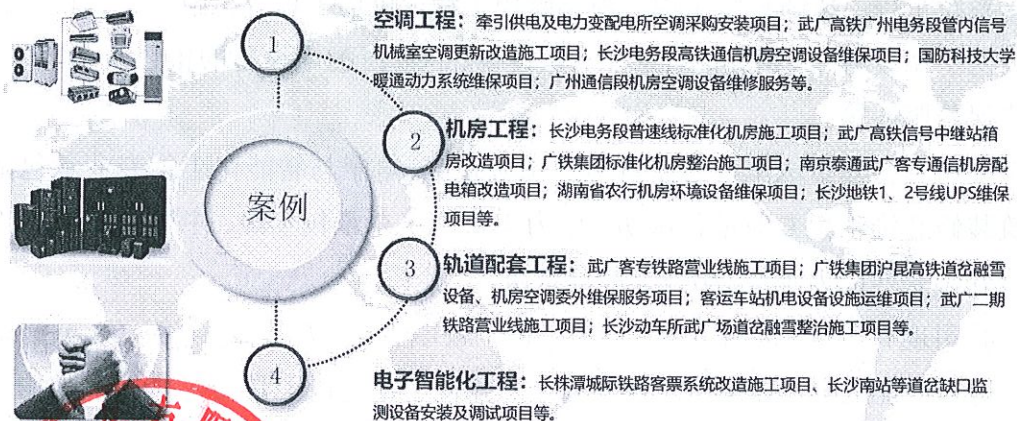 1
空调工程：牵引供电及电力变配电所空调采购安装项目；武广高铁广州电务段管内信号
机械室空调更新改造施工项目；长沙电务段高铁通信机房空调设备维保项目；国防科技大学
暖通动力系统维保项目；广州通信段机房空调设备维修服务等。
2
机房工程：长沙电务段普速线标准化机房施工项目；武广高铁信号中继站箱
房改造项目；广铁集团标准化机房整治施工项目；南京泰通武广客专通信机房配
电箱改造项目；湖南省农行机房环境设备维保项目；长沙地铁1、2号线UPS维保
项目等。
案例
3
轨道配套工程：武广客专铁路营业线施工项目；广铁集团沪昆高铁道岔融雪
设备、机房空调委外维保服务项目；客运车站机电设备设施运维项目；武广二期
铁路营业线施工项目；长沙动车所武广场道岔融雪整治施工项目等。
4
电子智能化工程：长株潭城际铁路客票系统改造施工项目、长沙南站等道岔缺口监
测设备安装及调试项目等。